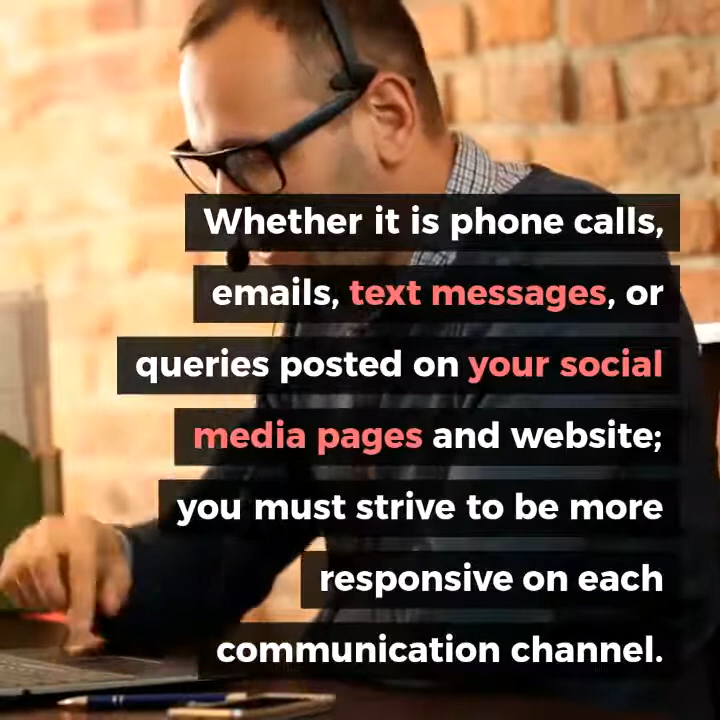 Whether it is phone calls,
emails, text messages, or
queries posted on your social
media pages and website;
you must strive to be more
responsive on each
communication channel.